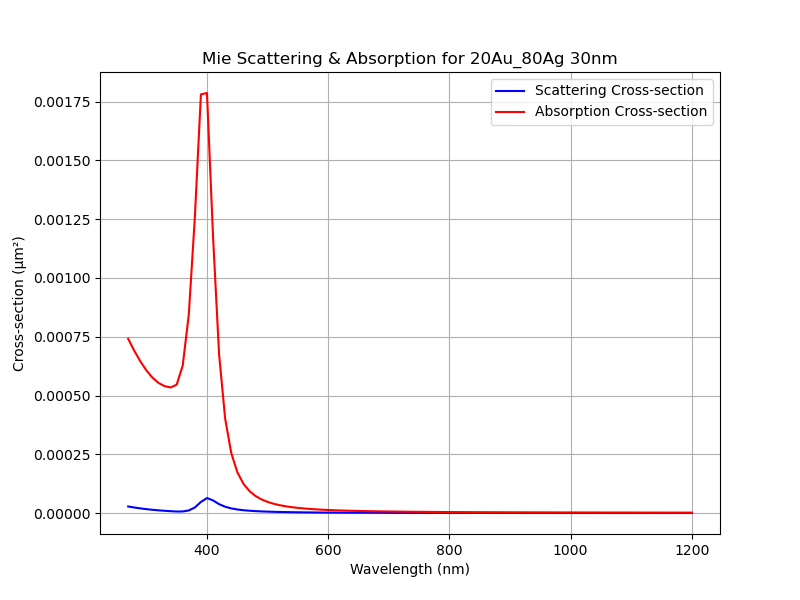 Mie Scattering & Absorption for 20Au_80Ag 30nm
Scattering Cross-section
Absorption Cross-section
Cross-section (μm²)
0.00175
0.00150
0.00125
0.00100
0.00075
0.00050
0.00025
0.00000
400 600 800 1000 1200
Wavelength (nm)